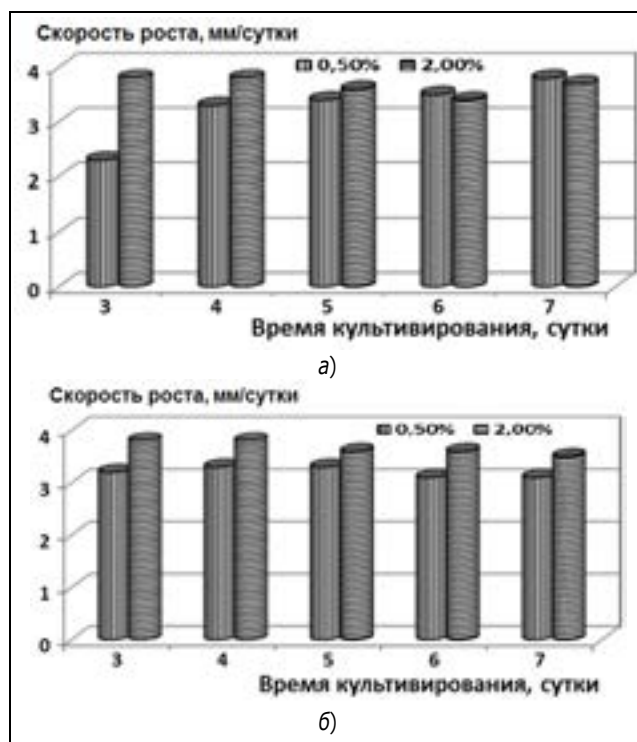 Скорость роста, мм/сутки
0,50% 2,00%
4
3
2
1
0
3 4 5 6 7
Время культивирования, сутки
а)
Скорость роста, мм/сутки
0,50% 2,00%
4
3
2
1
0
3 4 5 6 7
Время культивирования, сутки
б)